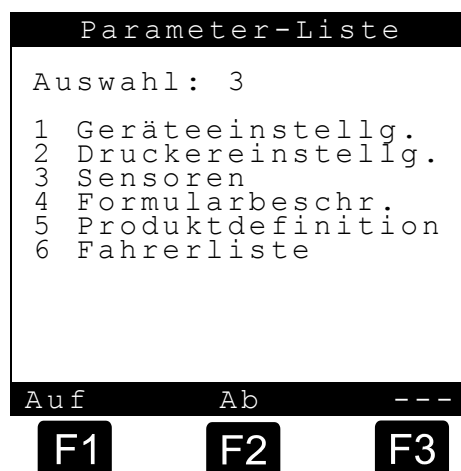 Parameter-Liste
Auswahl: 3
1 Geräteeinstellg.
2 Druckereinstellg.
3 Sensoren
4 Formularbeschr.
5 Produktdefinition
6 Fahrerliste
Auf Ab ---
F1 F2 F3